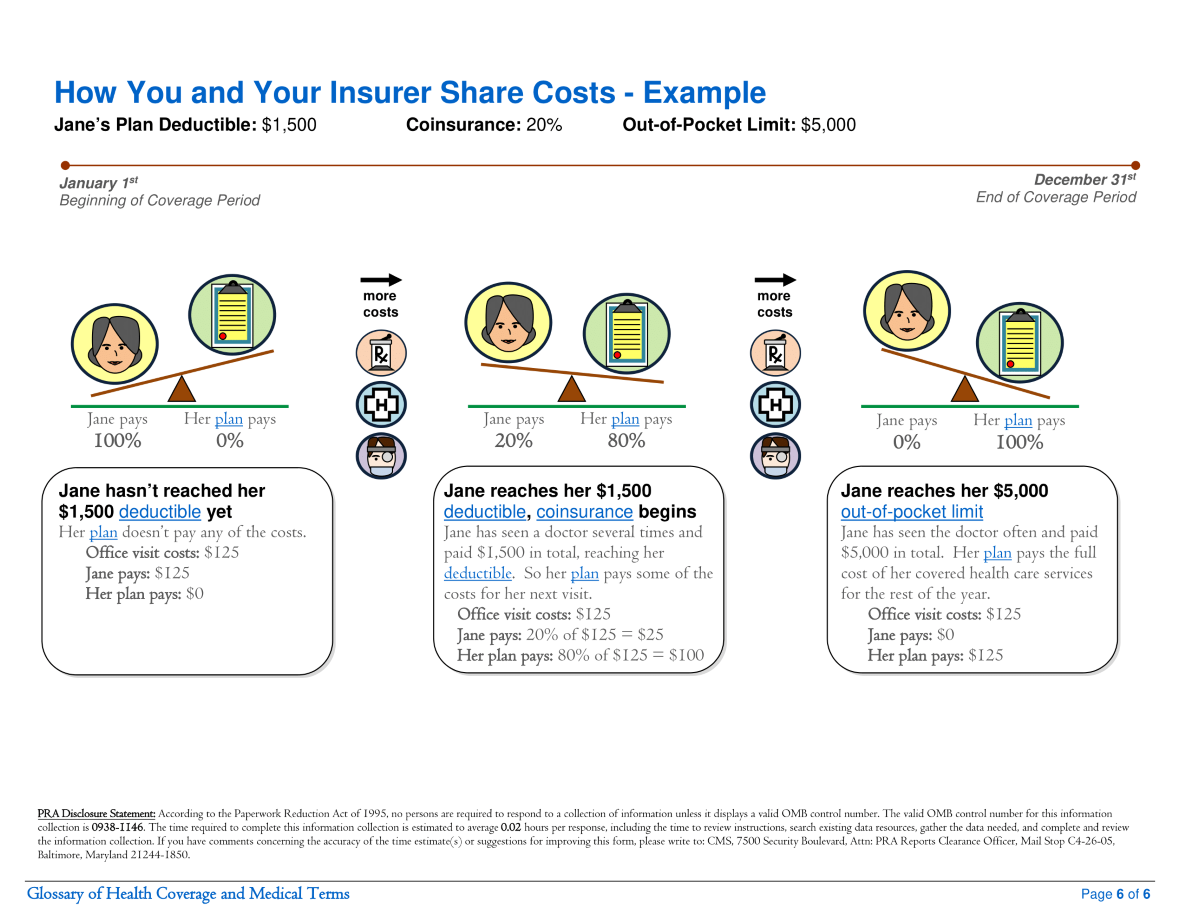 How You and Your Insurer Share Costs - Example
Jane’s Plan Deductible: $1,500 Coinsurance: 20% Out-of-Pocket Limit: $5,000
January 1st
Beginning of Coverage Period
December 31st
End of Coverage Period
Jane pays
100%
Her plan pays
0%
more
costs
Rx
H
Jane pays
20%
Her plan pays
80%
more
costs
Rx
H
Jane pays
0%
Her plan pays
100%
Jane hasn’t reached her
$1,500 deductible yet
Her plan doesn’t pay any of the costs.
Office visit costs: $125
Jane pays: $125
Her plan pays: $0
Jane reaches her $1,500
deductible, coinsurance begins
Jane has seen a doctor several times and
paid $1,500 in total, reaching her
deductible. So her plan pays some of the
costs for her next visit.
Office visit costs: $125
Jane pays: 20% of $125 = $25
Her plan pays: 80% of $125 = $100
Jane reaches her $5,000
out-of-pocket limit
Jane has seen the doctor often and paid
$5,000 in total. Her plan pays the full
cost of her covered health care services
for the rest of the year.
Office visit costs: $125
Jane pays: $0
Her plan pays: $125
PRA Disclosure Statement: According to the Paperwork Reduction Act of 1995, no persons are required to respond to a collection of information unless it displays a valid OMB control number. The valid OMB control number for this information
collection is 0938-1146. The time required to complete this information collection is estimated to average 0.02 hours per response, including the time to review instructions, search existing data resources, gather the data needed, and complete and review
the information collection. If you have comments concerning the accuracy of the time estimate(s) or suggestions for improving this form, please write to: CMS, 7500 Security Boulevard, Attn: PRA Reports Clearance Officer, Mail Stop C4-26-05,
Baltimore, Maryland 21244-1850.
Glossary of Health Coverage and Medical Terms
Page 6 of 6